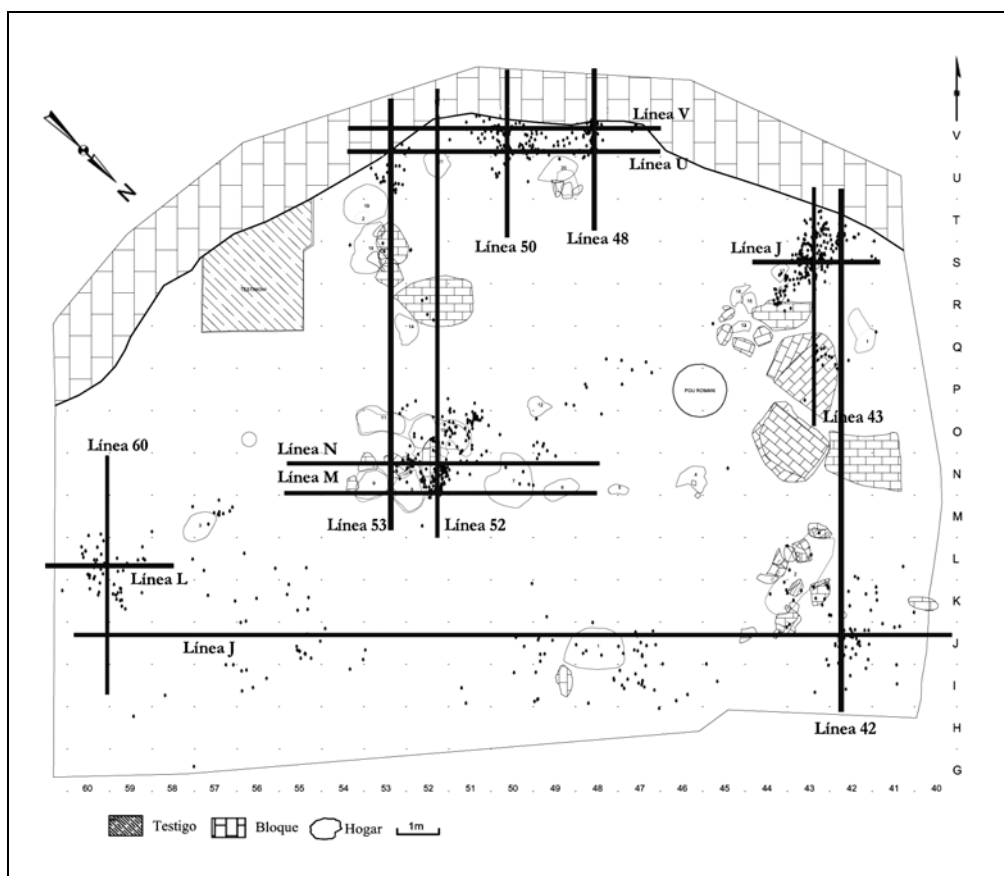 N
Línea V
V
Línea U
U
Línea 50
Línea 48
T
Línea J
S
TESTIMONI
R
Q
POU ROMANI
P
Línea 43
O
Línea 60
Línea N
N
Línea M
M
Línea 53
Línea 52
L
Línea L
K
Línea J
J
I
Línea 42
H
G
60 59 58 57 56 55 54 53 52 51 50 49 48 47 46 45 44 43 42 41 40
Testigo Bloque Hogar 1m